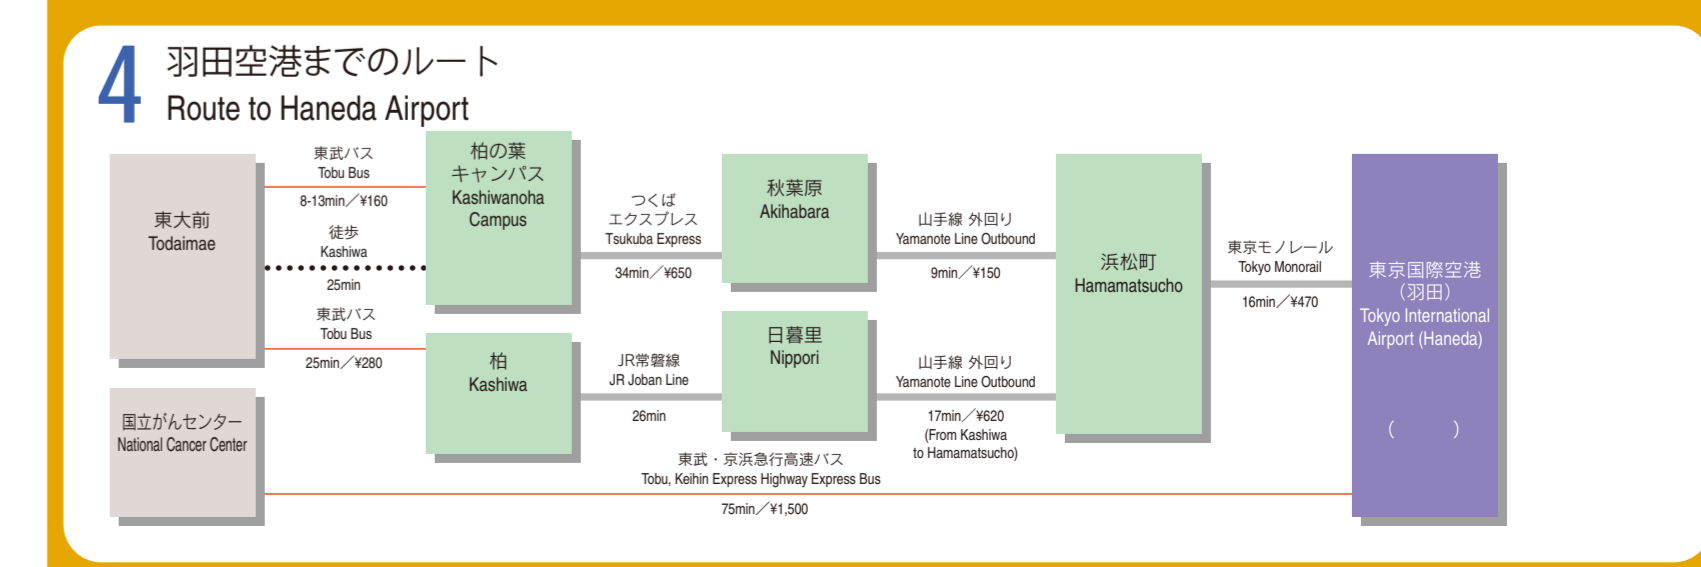 4
羽田空港までのルート
Route to Haneda Airport
東大前
Todaimae
東武バス
Tobu Bus
8-13min／¥160
徒歩
Kashiwa
25min
東武バス
Tobu Bus
25min／¥280
柏の葉
キャンパス
Kashiwanoha
Campus
つくば
エクスプレス
Tsukuba Express
34min／¥650
秋葉原
Akihabara
山手線 外回り
Yamanote Line Outbound
9min／¥150
柏
Kashiwa
JR常磐線
JR Joban Line
26min
日暮里
Nippori
山手線 外回り
Yamanote Line Outbound
17min／¥620
(From Kashiwa
to Hamamatsucho)
浜松町
Hamamatsucho
東京モノレール
Tokyo Monorail
16min／¥470
東京国際空港
（羽田）
Tokyo International
Airport (Haneda)
(          )
国立がんセンター
National Cancer Center
東武・京浜急行高速バス
Tobu, Keihin Express Highway Express Bus
75min／¥1,500